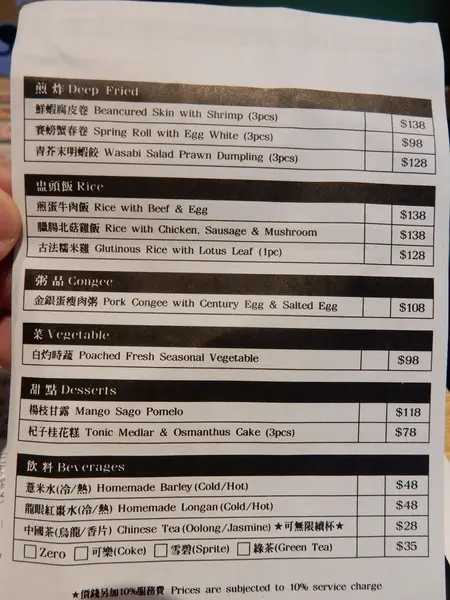 煎 炸 Deep Fried
鮮蝦腐皮卷 Beancured Skin with Shrimp (3pcs) $138
賽螃蟹春卷 Spring Roll with Egg White (3pcs) $98
青芥末明蝦餃 Wasabi Salad Prawn Dumpling (3pcs) $128
盅頭飯 Rice
煎蛋牛肉飯 Rice with Beef & Egg $138
臘腸北菇雞飯 Rice with Chicken, Sausage & Mushroom $138
古法糯米雞 Glutinous Rice with Lotus Leaf (1pc) $128
粥 品 Congee
金銀蛋瘦肉粥 Pork Congee with Century Egg & Salted Egg $108
菜 Vegetable
白灼時蔬 Poached Fresh Seasonal Vegetable $98
甜 點 Desserts
楊枝甘露 Mango Sago Pomelo $118
杞子桂花糕 Tonic Medlar & Osmanthus Cake (3pcs) $78
飲 料 Beverages
薏米水(冷/熱) Homemade Barley (Cold/Hot) $48
龍眼紅棗水(冷/熱) Homemade Longan (Cold/Hot) $48
中國茶(烏龍/香片) Chinese Tea (Oolong/Jasmine) ★可無限續杯★ $28
□ Zero □ 可樂(Coke) □ 雪碧(Sprite) □ 綠茶(Green Tea) $35
★價錢另加10%服務費 Prices are subjected to 10% service charge